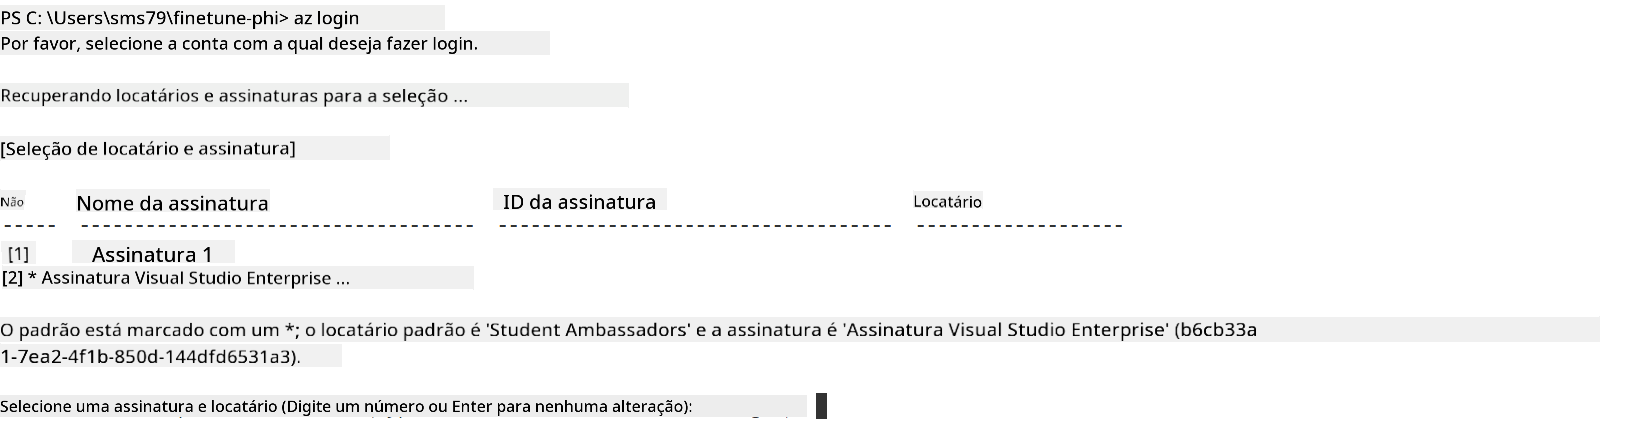 PS C: \Users\sms79\finetune-phi> az login
Por favor, selecione a conta com a qual deseja fazer login.
Recuperando locatários e assinaturas para a seleção ...
[Seleção de locatário e assinatura]
Não Nome da assinatura ID da assinatura Locatário
----- ---------------------------------- ---------------------------------- ------------------
[1] Assinatura 1
[2] * Assinatura Visual Studio Enterprise ...
O padrão está marcado com um *; o locatário padrão é 'Student Ambassadors' e a assinatura é 'Assinatura Visual Studio Enterprise' (b6cb33a
1-7ea2-4f1b-850d-144dfd6531a3).
Selecione uma assinatura e locatário (Digite um número ou Enter para nenhuma alteração):